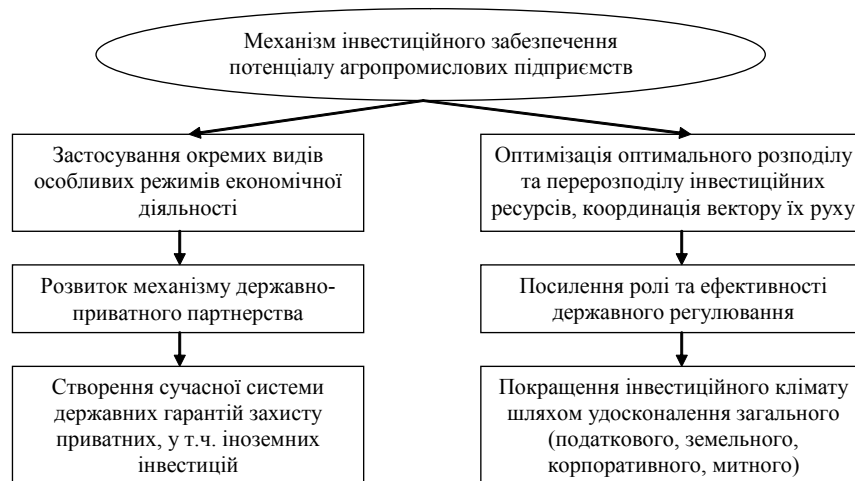 Механізм інвестиційного забезпечення
потенціалу агропромислових підприємств
Застосування окремих видів
особливих режимів економічної
діяльності
Розвиток механізму державно-
приватного партнерства
Створення сучасної системи
державних гарантій захисту
приватних, у т.ч. іноземних
інвестицій
Оптимізація оптимального розподілу
та перерозподілу інвестиційних
ресурсів, координація вектору їх руху
Посилення ролі та ефективності
державного регулювання
Покращення інвестиційного клімату
шляхом удосконалення загального
(податкового, земельного,
корпоративного, митного)